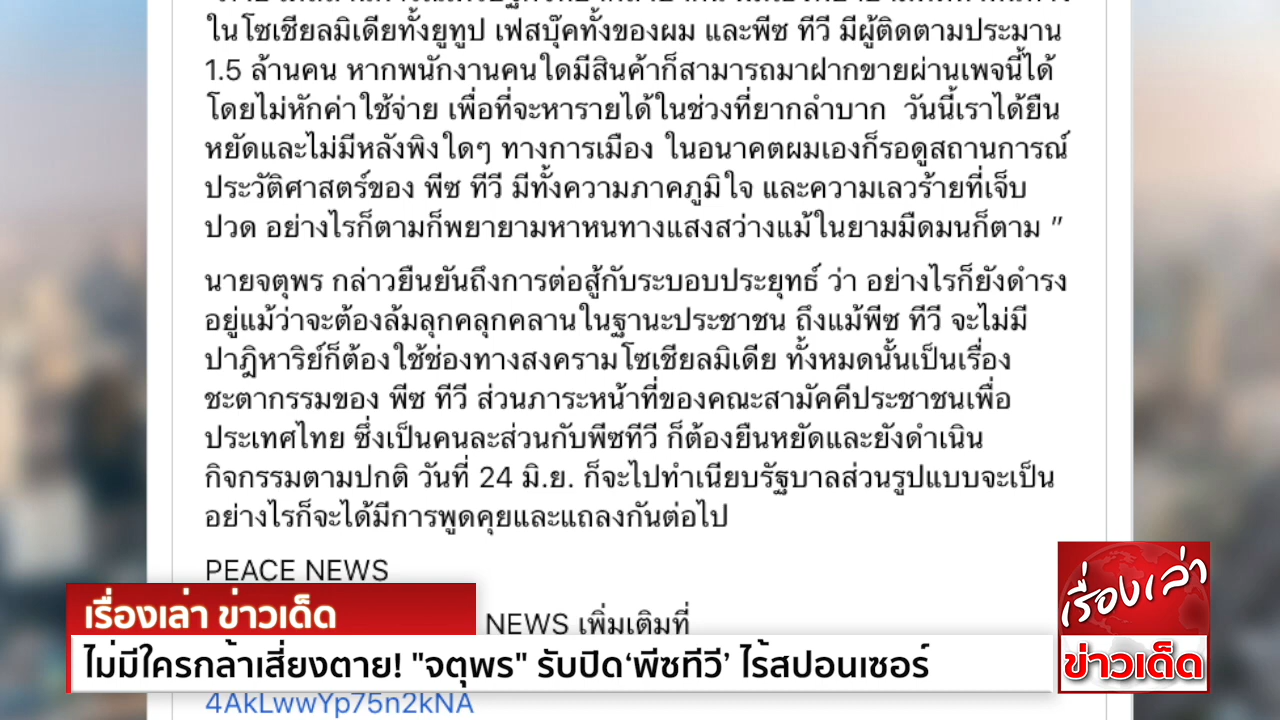 ในโซเชียลมิเดียทั้งยูทูป เฟสบุ๊คทั้งของผม และพีซ ทีวี มีผู้ติดตามประมาน
1.5 ล้านคน หากพนักงานคนใดมีสินค้าก็สามารถมาฝากขายผ่านเพจนี้ได้
โดยไม่หักค่าใช้จ่าย เพื่อที่จะหารายได้ในช่วงที่ยากลำบาก วันนี้เราได้ยืน
หยัดและไม่มีหลังพิงใดๆ ทางการเมือง ในอนาคตผมเองก็รอดูสถานการณ์
ประวัติศาสตร์ของ พีซ ทีวี มีทั้งความภาคภูมิใจ และความเลวร้ายที่เจ็บ
ปวด อย่างไรก็ตามก็พยายามหาหนทางแสงสว่างแม้ในยามมืดมนก็ตาม ”
นายจตุพร กล่าวยืนยันถึงการต่อสู้กับระบอบประยุทธ์ ว่า อย่างไรก็ยังดำรง
อยู่แม้ว่าจะต้องล้มลุกคลุกคลานในฐานะประชาชน ถึงแม้พีซ ทีวี จะไม่มี
ปาฎิหาริย์ก็ต้องใช้ช่องทางสงครามโซเชียลมิเดีย ทั้งหมดนั้นเป็นเรื่อง
ชะตากรรมของ พีซ ทีวี ส่วนภาระหน้าที่ของคณะสามัคคีประชาชนเพื่อ
ประเทศไทย ซึ่งเป็นคนละส่วนกับพีซทีวี ก็ต้องยืนหยัดและยังดำเนิน
กิจกรรมตามปกติ วันที่ 24 มิ.ย. ก็จะไปทำเนียบรัฐบาลส่วนรูปแบบจะเป็น
อย่างไรก็จะได้มีการพูดคุยและแถลงกันต่อไป
PEACE NEWS
NEWS เพิ่มเติมที่
เรื่องเล่า ข่าวเด็ด
ไม่มีใครกล้าเสี่ยงตาย! "จตุพร" รับปิด‘พีซทีวี’ ไร้สปอนเซอร์
4AkLwwYp75n2kNA
เรื่องเล่า
ข่าวเด็ด